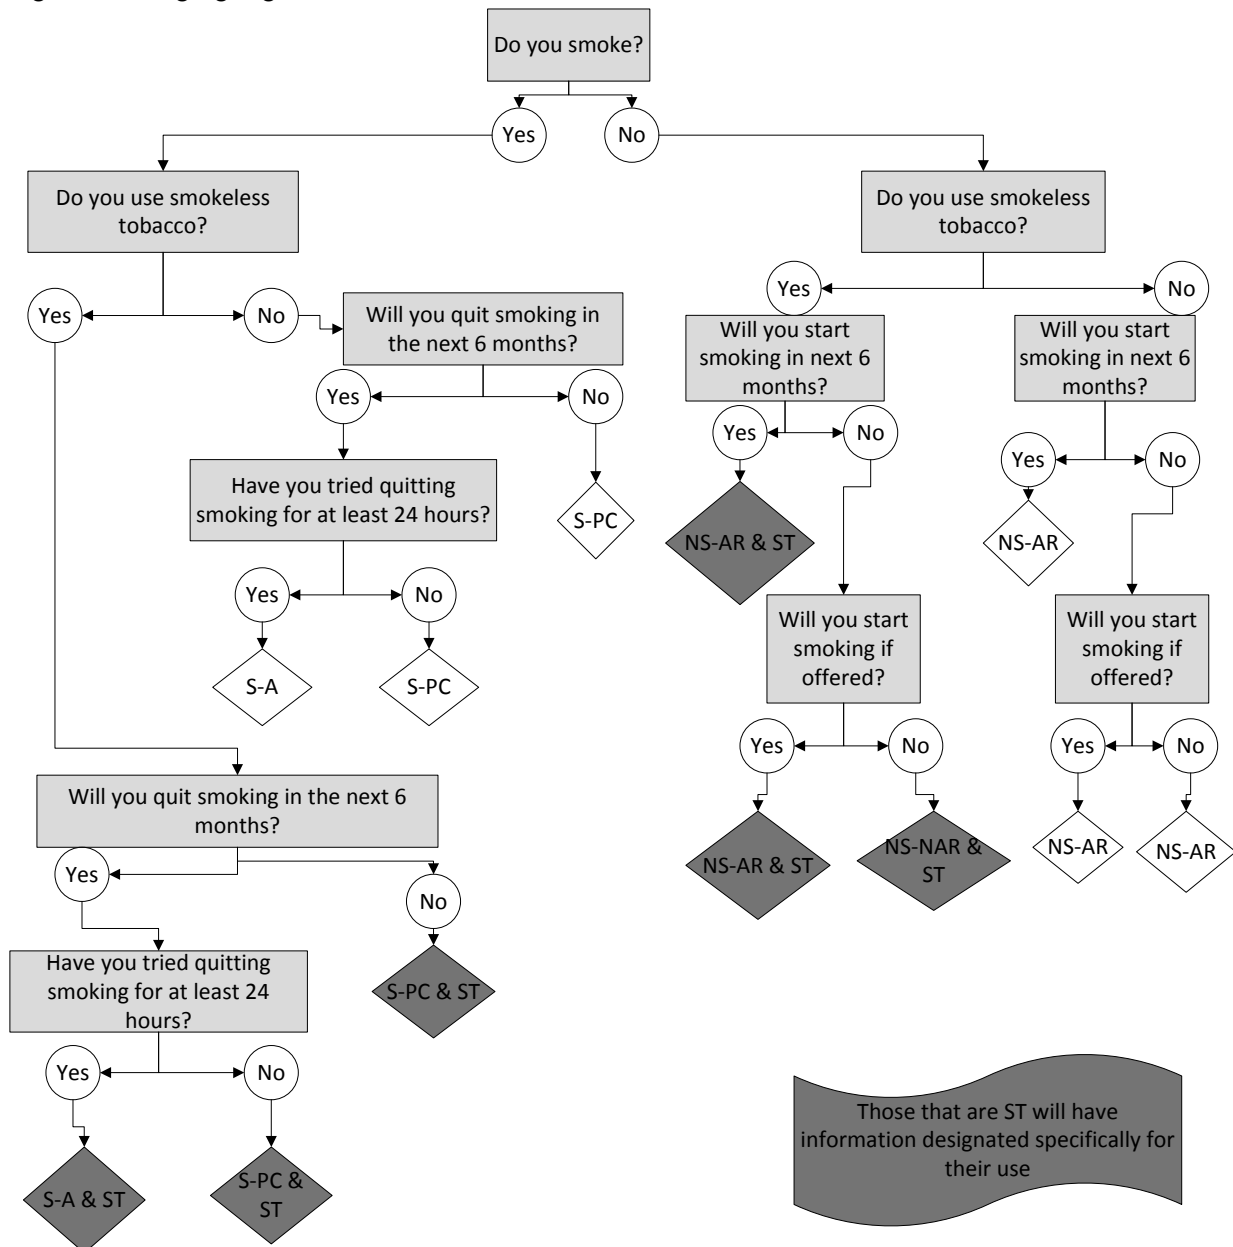 Do you smoke?
Yes
No
Do you use smokeless
tobacco?
Do you use smokeless
tobacco?
Yes
No
Will you quit smoking in
the next 6 months?
Yes
No
Will you start
smoking in next 6
months?
Will you start
smoking in next 6
months?
Yes
No
Yes
No
Yes
No
Have you tried quitting
smoking for at least 24 hours?
S-PC
NS-AR & ST
NS-AR
Yes
No
Will you start
smoking if
offered?
Will you start
smoking if
offered?
S-A
S-PC
Yes
No
Yes
No
Will you quit smoking in the next 6
months?
NS-AR & ST
NS-NAR &
ST
NS-AR
NS-AR
Yes
No
Have you tried quitting
smoking for at least 24
hours?
S-PC & ST
Yes
No
S-A & ST
S-PC &
ST
Those that are ST will have
information designated specifically for
their use